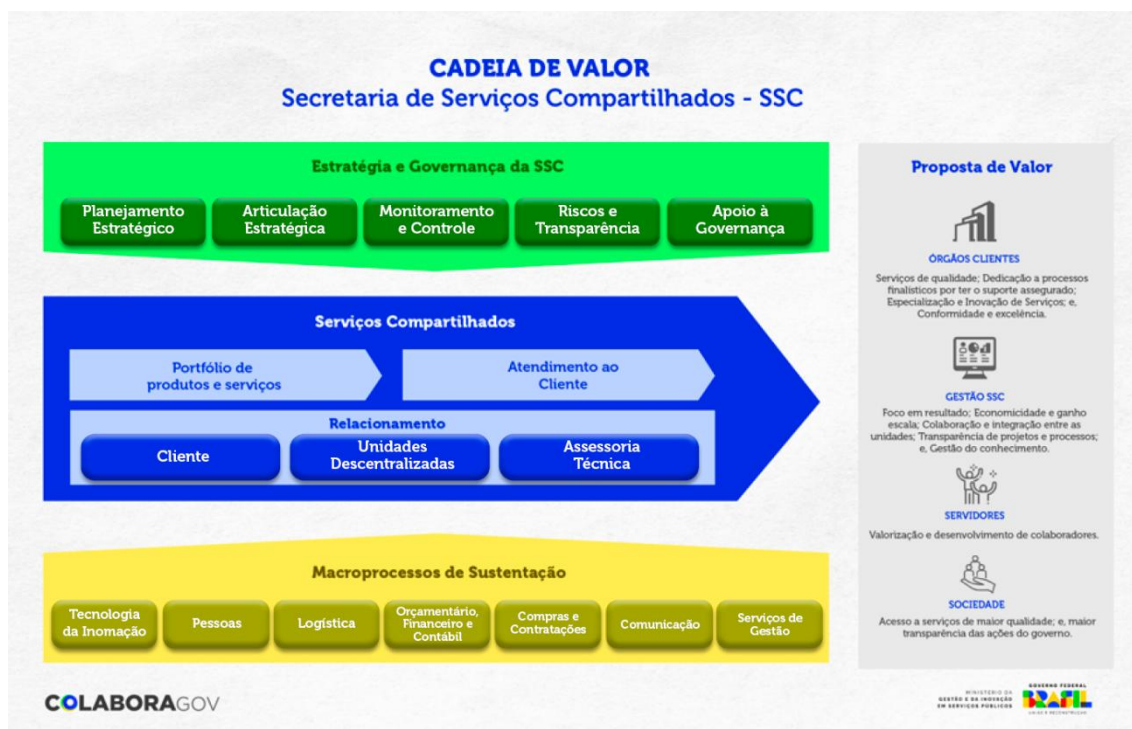 CADEIA DE VALOR
Secretaria de Serviços Compartilhados - SSC
Estratégia e Governança da SSC
Planejamento
Estratégico
Articulação
Estratégica
Monitoramento
e Controle
Riscos e
Transparência
Apoio à
Governança
Serviços Compartilhados
Portfólio de
produtos e serviços
Atendimento ao
Cliente
Relacionamento
Cliente
Unidades
Descentralizadas
Assessoria
Técnica
Macroprocessos de Sustentação
Tecnologia
da Inomação
Pessoas
Logística
Orçamentário,
Financeiro e
Contábil
Compras e
Contratações
Comunicação
Serviços de
Gestão
Proposta de Valor
ÓRGÃOS CLIENTES
Serviços de qualidade; Dedicação a processos
finalísticos por ter o suporte assegurado;
Especialização e Inovação de Serviços; e,
Conformidade e excelência.
GESTÃO SSC
Foco em resultado; Economicidade e ganho
escala; Colaboração e integração entre as
unidades; Transparência de projetos e processos;
e, Gestão do conhecimento.
SERVIDORES
Valorização e desenvolvimento de colaboradores.
SOCIEDADE
Acesso a serviços de maior qualidade; e, maior
transparência das ações do governo.
COLABORAGOV
MINISTÉRIO DA
GESTÃO E DA INOVAÇÃO
EM SERVIÇOS PÚBLICOS
GOVERNO FEDERAL
BRASIL
UNIÃO E RECONSTRUÇÃO